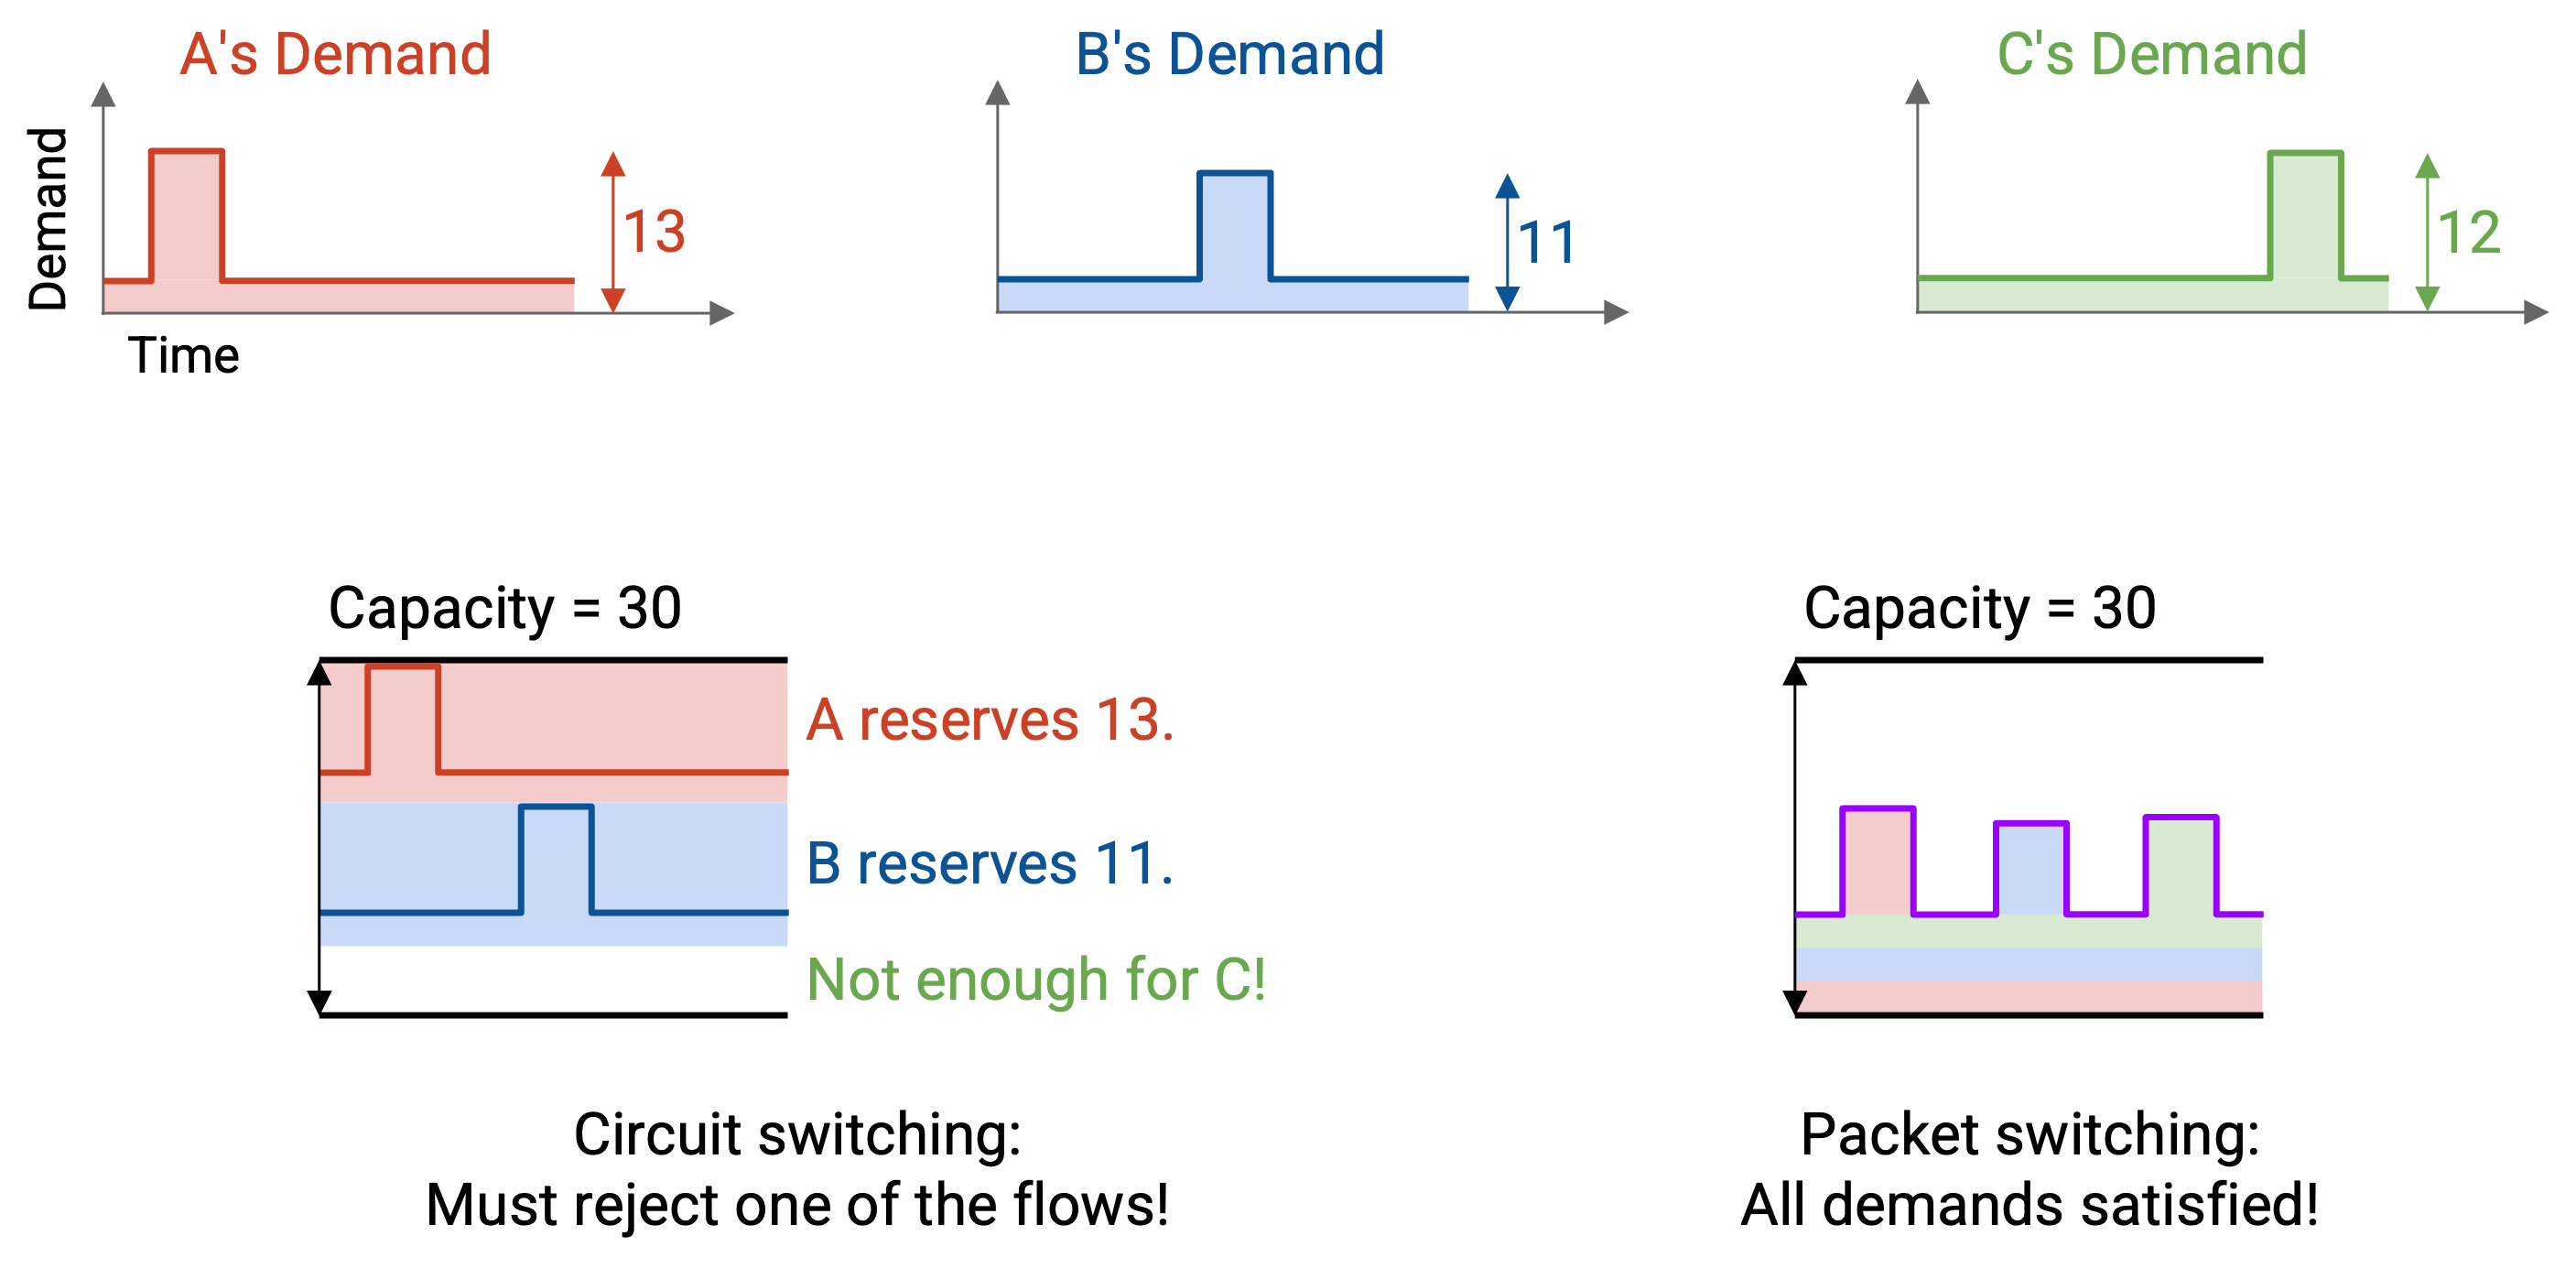 A's Demand
B's Demand
C's Demand
Demand
13
11
12
Time
Capacity = 30
A reserves 13.
B reserves 11.
Not enough for C!
Circuit switching:
Must reject one of the flows!
Capacity = 30
Packet switching:
All demands satisfied!